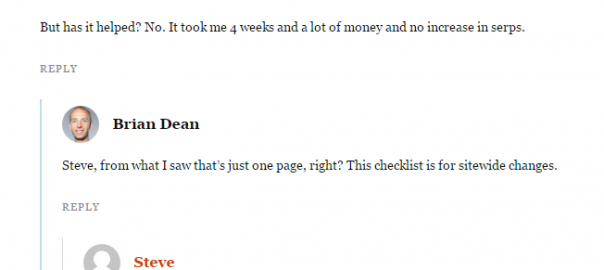 But has it helped? No. It took me 4 weeks and a lot of money and no increase in serps.
REPLY
Brian Dean
Steve, from what I saw that's just one page, right? This checklist is for sitewide changes.
REPLY
Steve